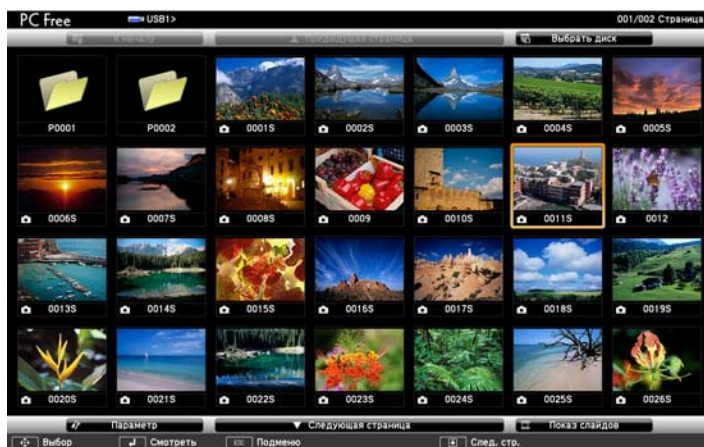 PC Free USB1> 001/002 Страница
К началу Предыдущая страница Выбрать диск
P0001 P0002 0001S 0002S 0003S 0004S 0005S
0006S 0007S 0008S 0009 0010S 0011S 0012
0013S 0014S 0015S 0016S 0017S 0018S 0019S
0020S 0021S 0022S 0023S 0024S 0025S 0026S
Параметр Следующая страница Показ слайдов
Выбор Смотреть ESC Подменю След. стр.